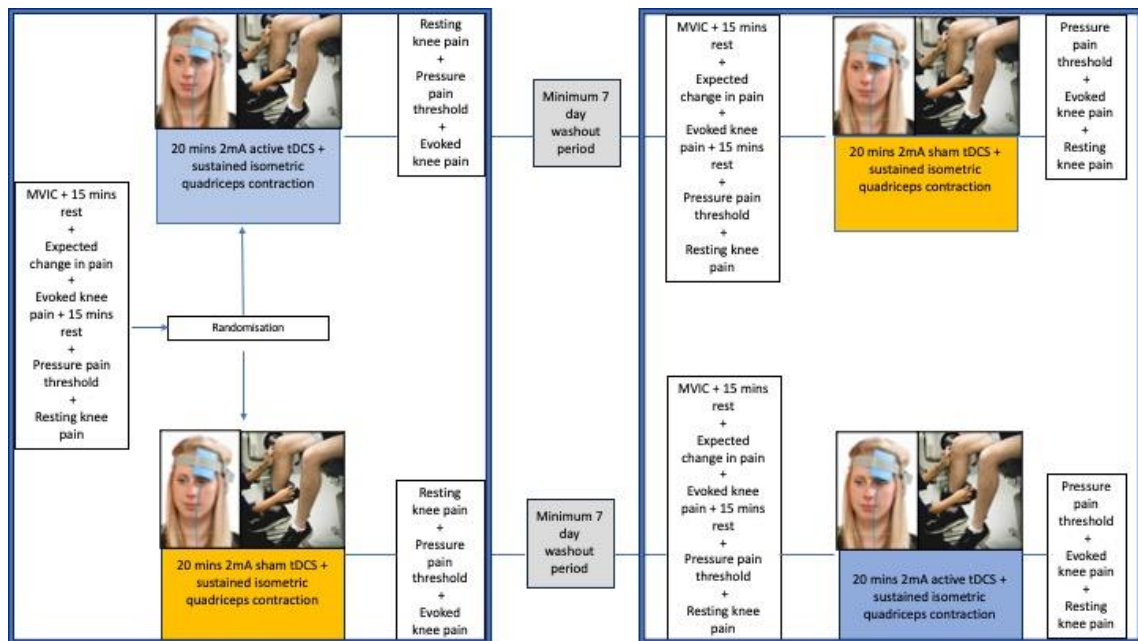 MVIC + 15 mins
rest
+
Expected
change in pain
+
Evoked knee
pain + 15 mins
rest
+
Pressure pain
threshold
+
Resting knee
pain
Randomisation
20 mins 2mA active tDCS +
sustained isometric
quadriceps contraction
Resting
knee pain
+
Pressure
pain
threshold
+
Evoked
knee pain
Minimum 7
day
washout
period
MVIC + 15 mins
rest
+
Expected
change in pain
+
Evoked knee
pain + 15 mins
rest
+
Pressure pain
threshold
+
Resting knee
pain
20 mins 2mA sham tDCS +
sustained isometric
quadriceps contraction
Pressure
pain
threshold
+
Evoked
knee pain
+
Resting
knee pain
20 mins 2mA sham tDCS +
sustained isometric
quadriceps contraction
Resting
knee pain
+
Pressure
pain
threshold
+
Evoked
knee pain
Minimum 7
day
washout
period
MVIC + 15 mins
rest
+
Expected
change in pain
+
Evoked knee
pain + 15 mins
rest
+
Pressure pain
threshold
+
Resting knee
pain
20 mins 2mA active tDCS +
sustained isometric
quadriceps contraction
Pressure
pain
threshold
+
Evoked
knee pain
+
Resting
knee pain